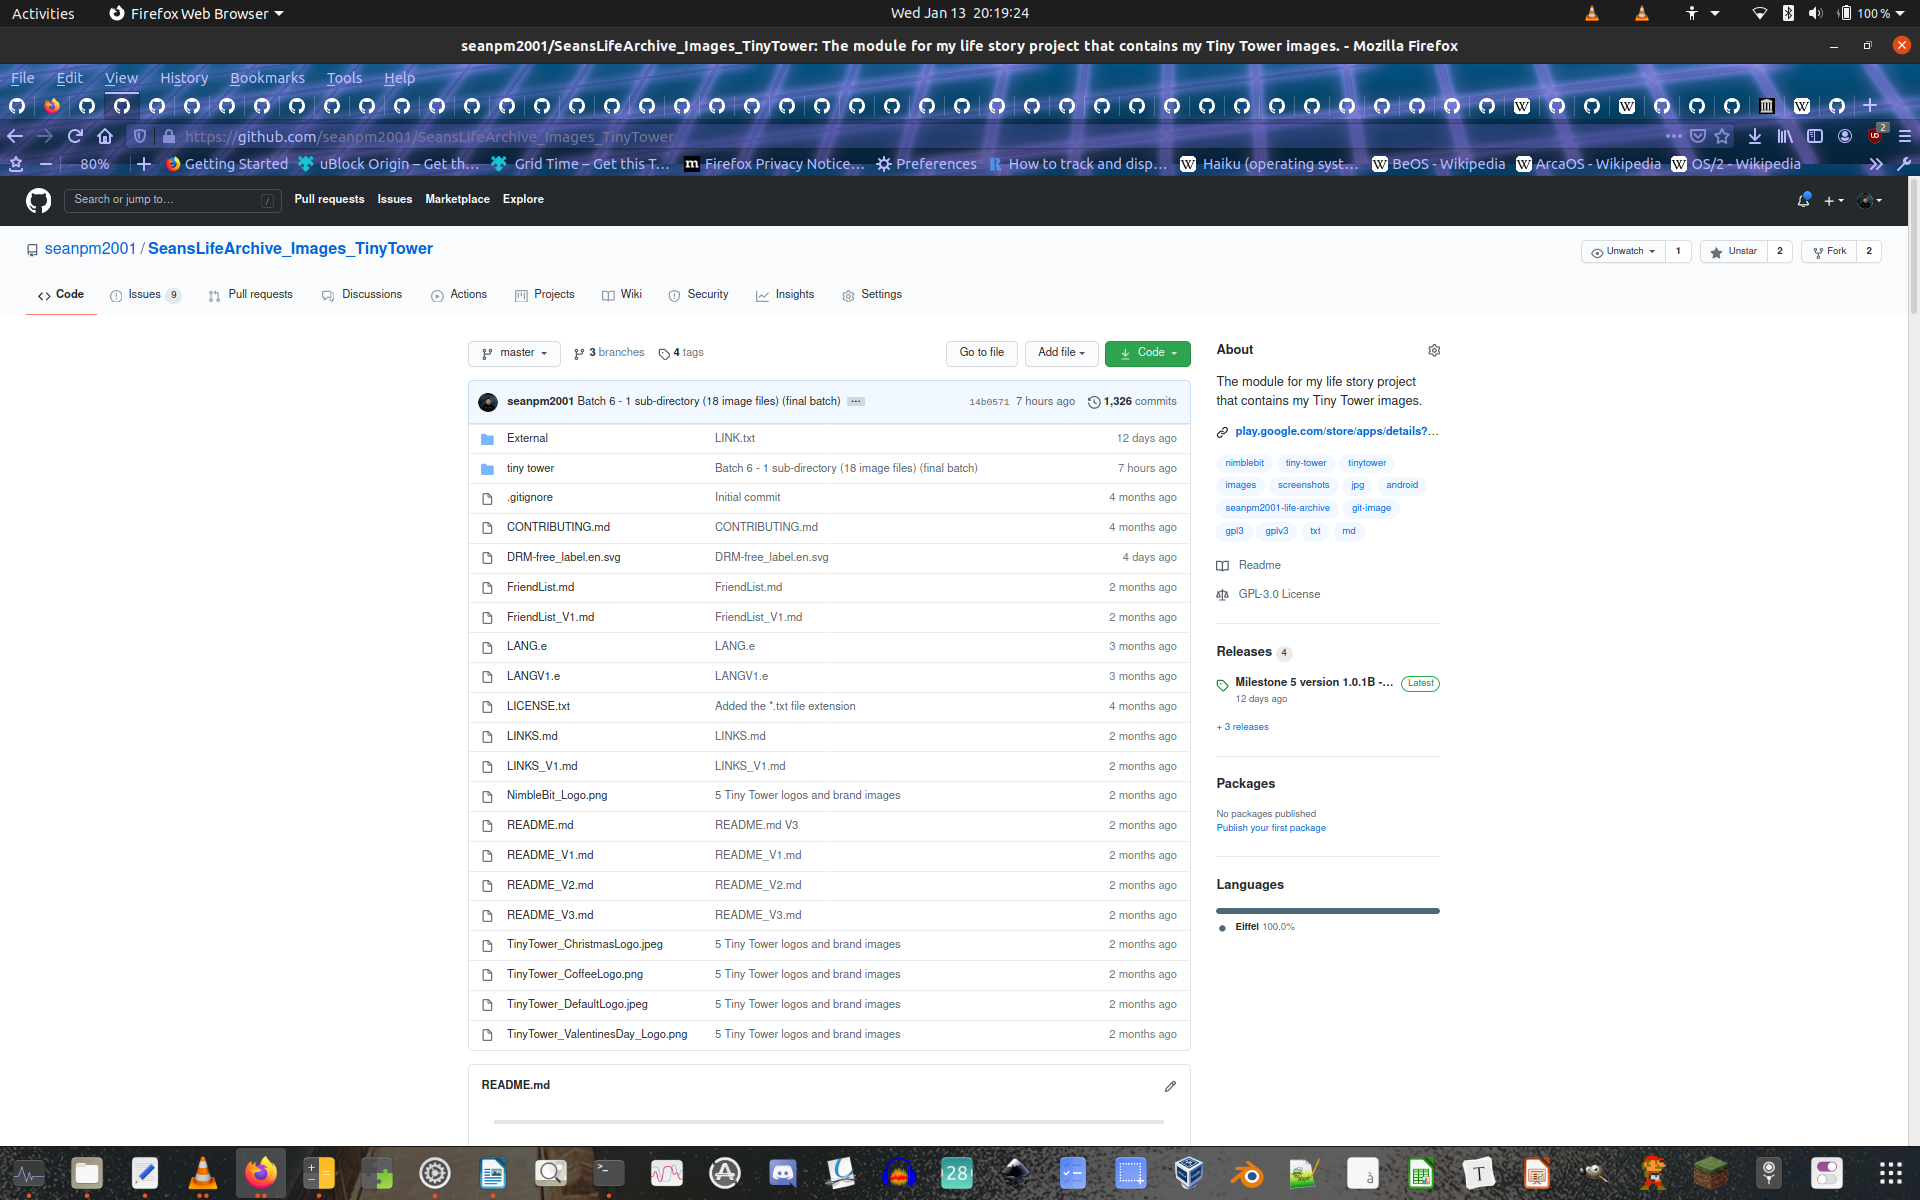 Activities
Firefox Web Browser
Wed Jan 13 20:19:24
100 %
seanpm2001/SeansLifeArchive_Images_TinyTower: The module for my life story project that contains my Tiny Tower images. - Mozilla Firefox
File Edit View History Bookmarks Tools Help
https://github.com/seanpm2001/SeansLifeArchive_Images_TinyTower
2
80%
Getting Started
uBlock Origin – Get th…
Grid Time – Get this T…
Firefox Privacy Notice…
Preferences
How to track and disp…
Haiku (operating syst…
BeOS - Wikipedia
ArcaOS - Wikipedia
OS/2 - Wikipedia
Search or jump to…
/
Pull requests Issues Marketplace Explore
seanpm2001 / SeansLifeArchive_Images_TinyTower
Unwatch 1
Unstar 2
Fork 2
Code
Issues 9
Pull requests
Discussions
Actions
Projects
Wiki
Security
Insights
Settings
master
3 branches
4 tags
Go to file
Add file
Code
seanpm2001 Batch 6 - 1 sub-directory (18 image files) (final batch) ... 14b0571 7 hours ago 1,326 commits
External LINK.txt 12 days ago
tiny tower Batch 6 - 1 sub-directory (18 image files) (final batch) 7 hours ago
.gitignore Initial commit 4 months ago
CONTRIBUTING.md CONTRIBUTING.md 4 months ago
DRM-free_label.en.svg DRM-free_label.en.svg 4 days ago
FriendList.md FriendList.md 2 months ago
FriendList_V1.md FriendList_V1.md 2 months ago
LANG.e LANG.e 3 months ago
LANGV1.e LANGV1.e 3 months ago
LICENSE.txt Added the *.txt file extension 4 months ago
LINKS.md LINKS.md 2 months ago
LINKS_V1.md LINKS_V1.md 2 months ago
NimbleBit_Logo.png 5 Tiny Tower logos and brand images 2 months ago
README.md README.md V3 2 months ago
README_V1.md README_V1.md 2 months ago
README_V2.md README_V2.md 2 months ago
README_V3.md README_V3.md 2 months ago
TinyTower_ChristmasLogo.jpeg 5 Tiny Tower logos and brand images 2 months ago
TinyTower_CoffeeLogo.png 5 Tiny Tower logos and brand images 2 months ago
TinyTower_DefaultLogo.jpeg 5 Tiny Tower logos and brand images 2 months ago
TinyTower_ValentinesDay_Logo.png 5 Tiny Tower logos and brand images 2 months ago
README.md
About
The module for my life story project
that contains my Tiny Tower images.
play.google.com/store/apps/details?…
nimblebit tiny-tower tinytower
images screenshots jpg android
seanpm2001-life-archive git-image
gpl3 gplv3 txt md
Readme
GPL-3.0 License
Releases 4
Milestone 5 version 1.0.1B -… Latest
12 days ago
+ 3 releases
Packages
No packages published
Publish your first package
Languages
Eiffel 100.0%
28